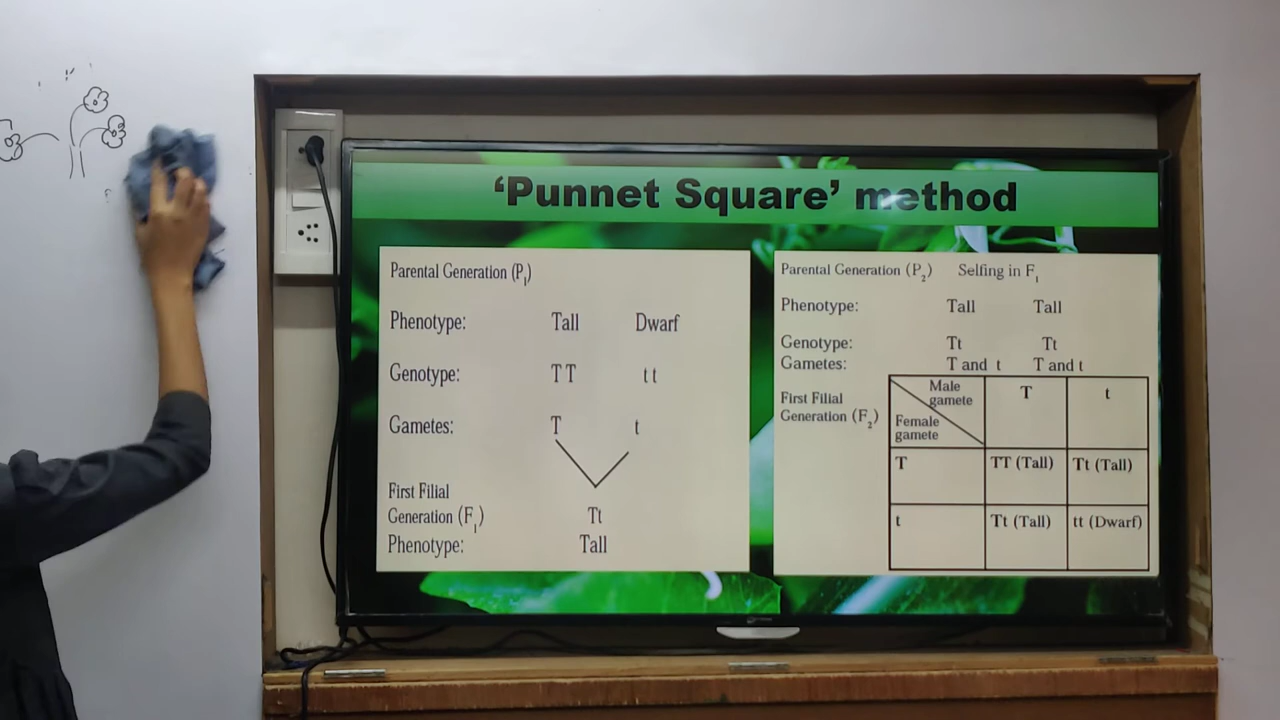 ‘Punnet Square’ method
Parental Generation (P₁)
Phenotype: Tall Dwarf
Genotype: TT tt
Gametes: T t
First Filial
Generation (F₁) Tt
Phenotype: Tall
Parental Generation (P₂) Selfing in F₁
Phenotype: Tall Tall
Genotype: Tt Tt
Gametes: T and t T and t
First Filial
Generation (F₂)
Male
gamete
Female
gamete
T t
T TT (Tall) Tt (Tall)
t Tt (Tall) tt (Dwarf)